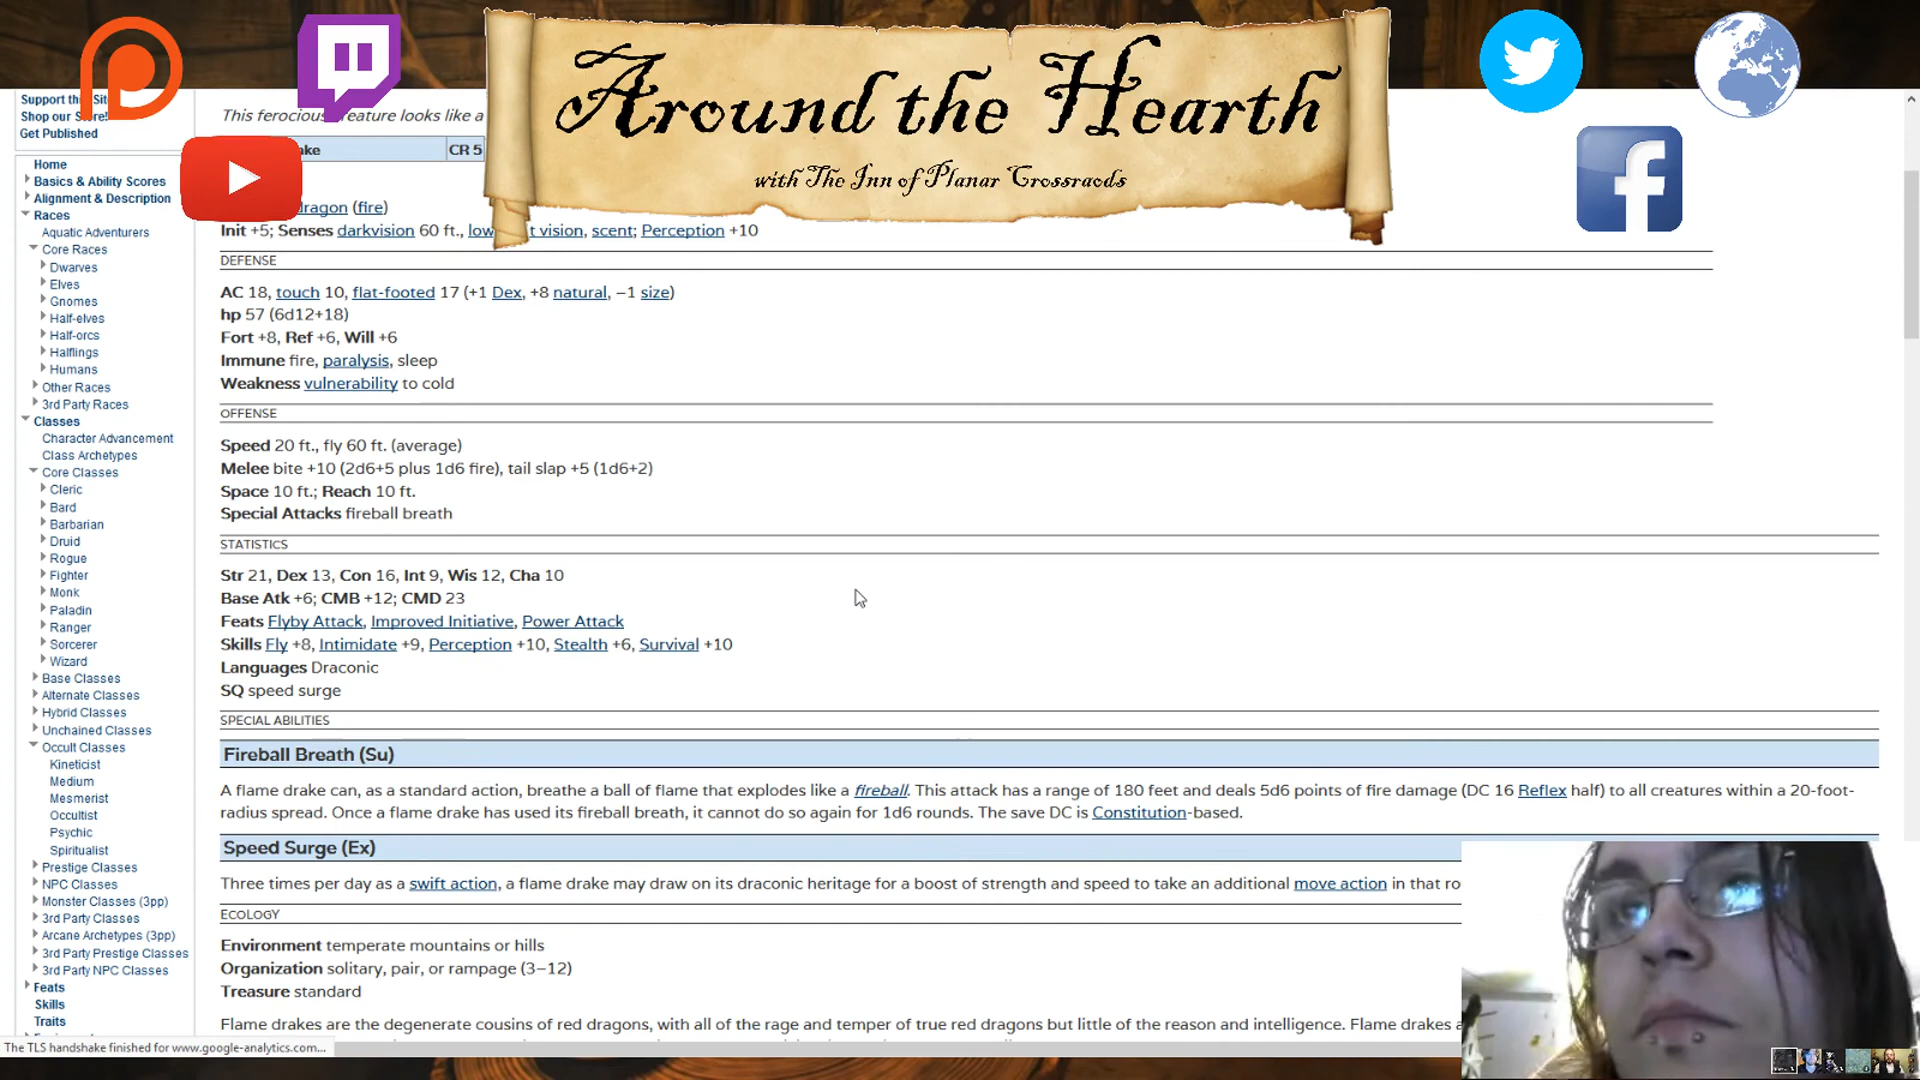 Around the Hearth
with The Inn of Planar Crossraods
Support thi Site
Shop our Store!
Get Published
Home
Basics & Ability Scores
Alignment & Description
Races
Aquatic Adventurers
Core Races
Dwarves
Elves
Gnomes
Half-elves
Half-orcs
Halflings
Humans
Other Races
3rd Party Races
Classes
Character Advancement
Class Archetypes
Core Classes
Cleric
Bard
Barbarian
Druid
Rogue
Fighter
Monk
Paladin
Ranger
Sorcerer
Wizard
Base Classes
Alternate Classes
Hybrid Classes
Unchained Classes
Occult Classes
Kineticist
Medium
Mesmerist
Occultist
Psychic
Spiritualist
Prestige Classes
NPC Classes
Monster Classes (3pp)
3rd Party Classes
Arcane Archetypes (3pp)
3rd Party Prestige Classes
3rd Party NPC Classes
Feats
Skills
Traits
This ferocious creature looks like a
ake CR 5
dragon (fire)
Init +5; Senses darkvision 60 ft., low t vision, scent; Perception +10
DEFENSE
AC 18, touch 10, flat-footed 17 (+1 Dex, +8 natural, −1 size)
hp 57 (6d12+18)
Fort +8, Ref +6, Will +6
Immune fire, paralysis, sleep
Weakness vulnerability to cold
OFFENSE
Speed 20 ft., fly 60 ft. (average)
Melee bite +10 (2d6+5 plus 1d6 fire), tail slap +5 (1d6+2)
Space 10 ft.; Reach 10 ft.
Special Attacks fireball breath
STATISTICS
Str 21, Dex 13, Con 16, Int 9, Wis 12, Cha 10
Base Atk +6; CMB +12; CMD 23
Feats Flyby Attack, Improved Initiative, Power Attack
Skills Fly +8, Intimidate +9, Perception +10, Stealth +6, Survival +10
Languages Draconic
SQ speed surge
SPECIAL ABILITIES
Fireball Breath (Su)
A flame drake can, as a standard action, breathe a ball of flame that explodes like a fireball. This attack has a range of 180 feet and deals 5d6 points of fire damage (DC 16 Reflex half) to all creatures within a 20-foot-
radius spread. Once a flame drake has used its fireball breath, it cannot do so again for 1d6 rounds. The save DC is Constitution-based.
Speed Surge (Ex)
Three times per day as a swift action, a flame drake may draw on its draconic heritage for a boost of strength and speed to take an additional move action in that ro
ECOLOGY
Environment temperate mountains or hills
Organization solitary, pair, or rampage (3–12)
Treasure standard
Flame drakes are the degenerate cousins of red dragons, with all of the rage and temper of true red dragons but little of the reason and intelligence. Flame drakes a
The TLS handshake finished for www.google-analytics.com...